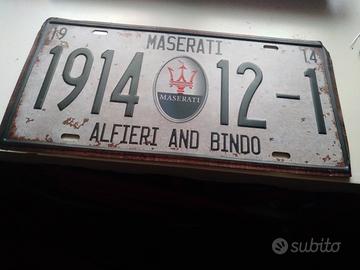 19 MASERATI 14
1914 MASERATI 12-1
ALFIERI AND BINDO
subito